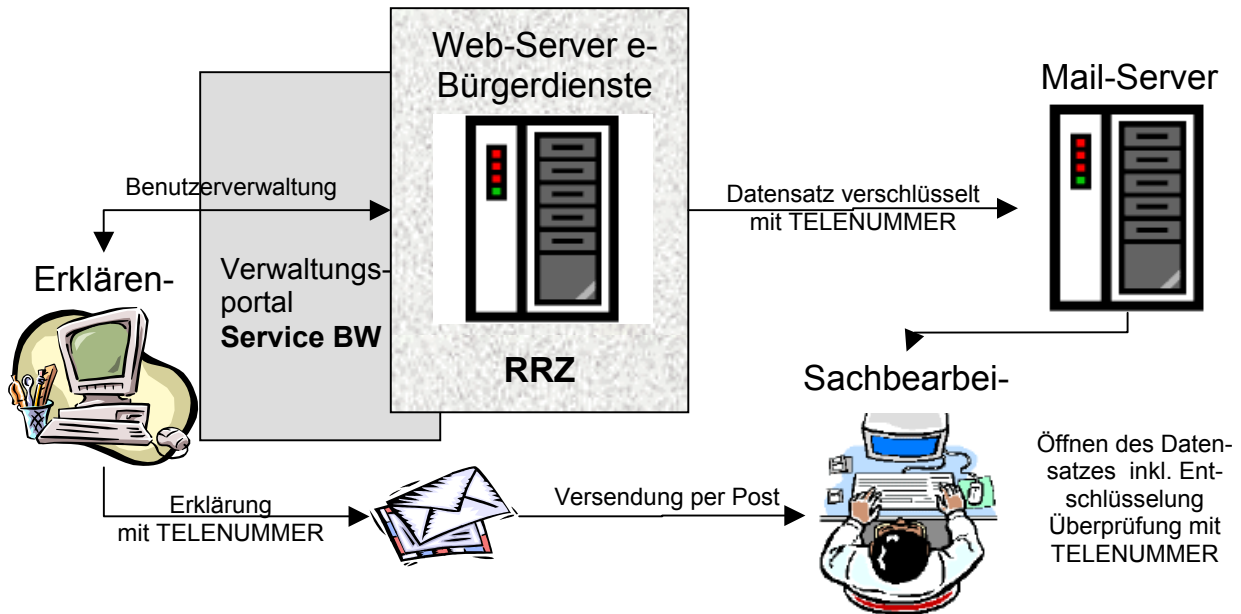 Web-Server e-
Bürgerdienste
Mail-Server
Benutzerverwaltung
Datensatz verschlüsselt
mit TELENUMMER
Erklären-
Verwaltungs-
portal
Service BW
RRZ
Sachbearbei-
Öffnen des Daten-
satzes inkl. Ent-
schlüsselung
Überprüfung mit
TELENUMMER
Erklärung
mit TELENUMMER
Versendung per Post